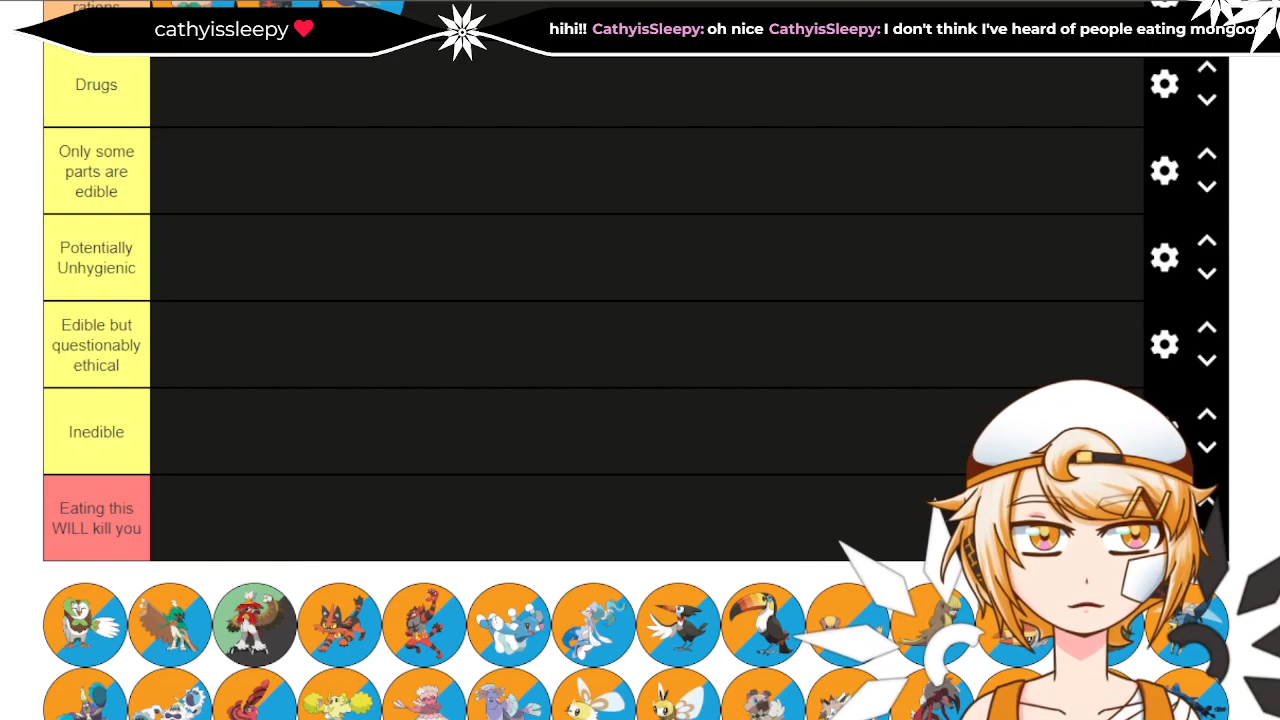 rations
cathyissleepy ❤
hihi!! CathyisSleepy: oh nice CathyisSleepy: I don't think I've heard of people eating
Drugs
Only some
parts are
edible
Potentially
Unhygienic
Edible but
questionably
ethical
Inedible
Eating this
WILL kill you